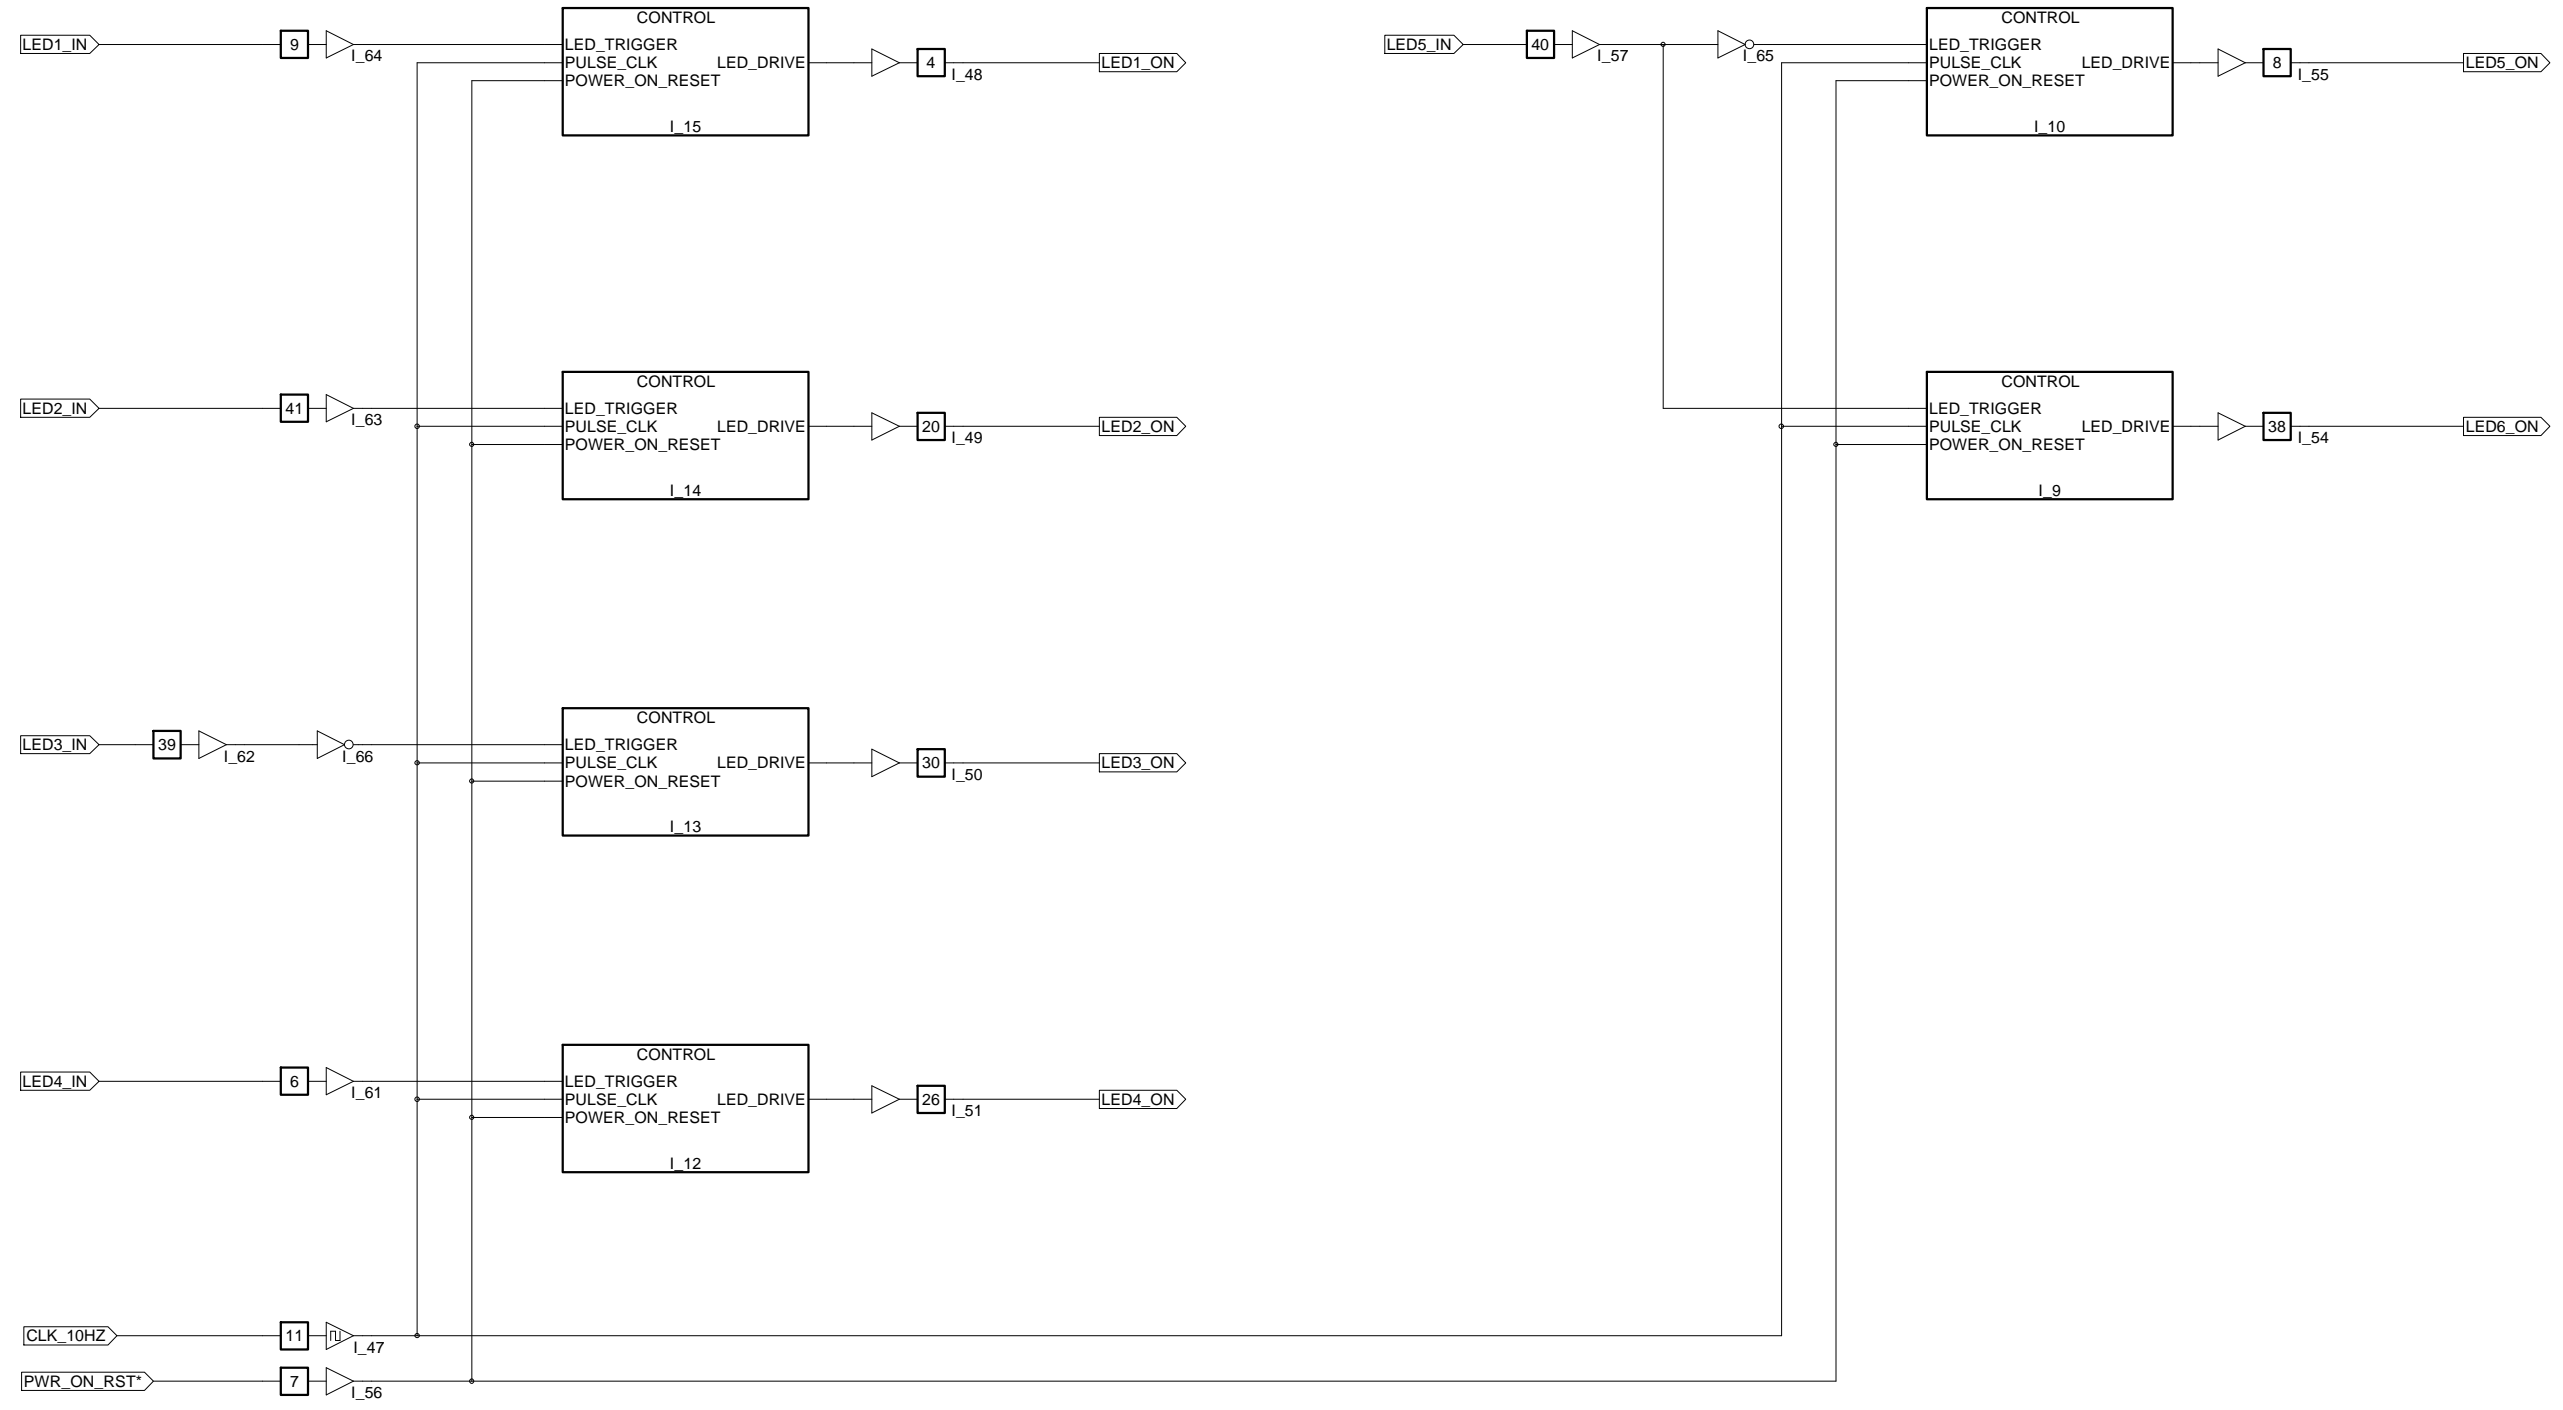 CONTROL
LED1_IN
9
I_64
LED_TRIGGER
PULSE_CLK
LED_DRIVE
POWER_ON_RESET
I_15
4
I_48
LED1_ON
LED5_IN
40
I_57
I_65
CONTROL
LED_TRIGGER
PULSE_CLK
LED_DRIVE
POWER_ON_RESET
I_10
8
I_55
LED5_ON
CONTROL
LED2_IN
41
I_63
LED_TRIGGER
PULSE_CLK
LED_DRIVE
POWER_ON_RESET
I_14
20
I_49
LED2_ON
CONTROL
LED_TRIGGER
PULSE_CLK
LED_DRIVE
POWER_ON_RESET
I_9
38
I_54
LED6_ON
CONTROL
LED3_IN
39
I_62
I_66
LED_TRIGGER
PULSE_CLK
LED_DRIVE
POWER_ON_RESET
I_13
30
I_50
LED3_ON
CONTROL
LED4_IN
6
I_61
LED_TRIGGER
PULSE_CLK
LED_DRIVE
POWER_ON_RESET
I_12
26
I_51
LED4_ON
CLK_10HZ
11
I_47
PWR_ON_RST*
7
I_56